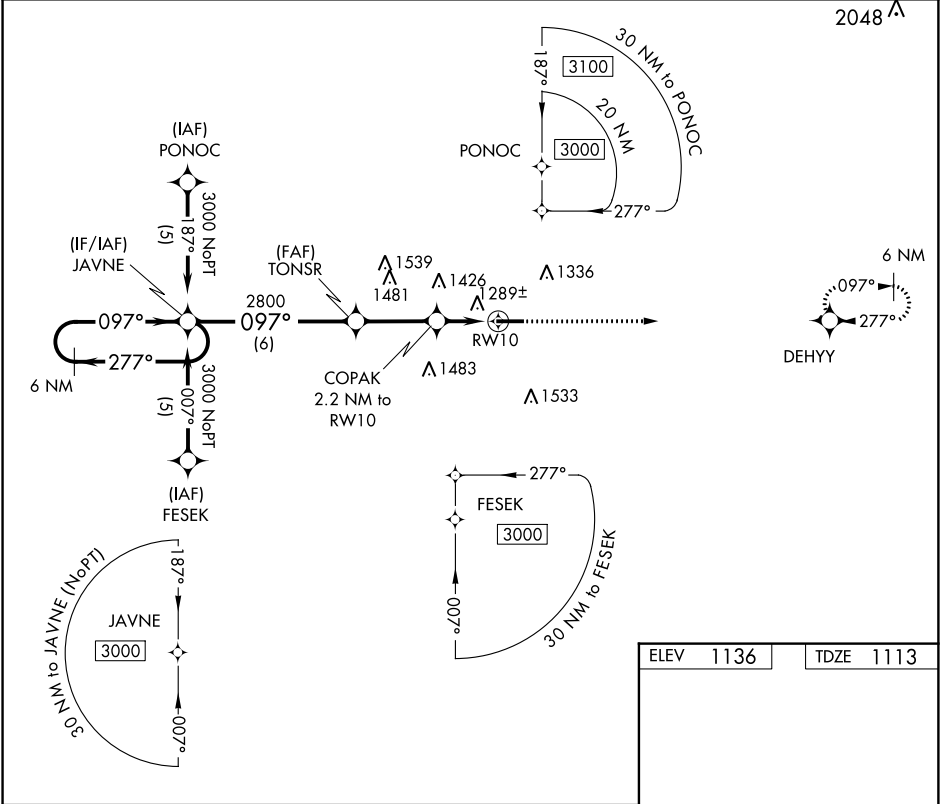 2048
30 NM to PONOC
187°
3100
20 NM
PONOC
3000
277°
(IAF)
PONOC
3000 NoPT
187°
(5)
(IF/IAF)
JAVNE
(FAF)
TONSR
1539
1481
1426
1289±
1336
6 NM
097°
277°
DEHYY
097°
2800
097°
(6)
RW10
277°
6 NM
COPAK
2.2 NM to
RW10
1483
1533
3000 NoPT
007°
(5)
(IAF)
FESEK
277°
FESEK
3000
007°
30 NM to FESEK
187°
JAVNE
3000
30 NM to JAVNE (NoPT)
007°
ELEV 1136
TDZE 1113